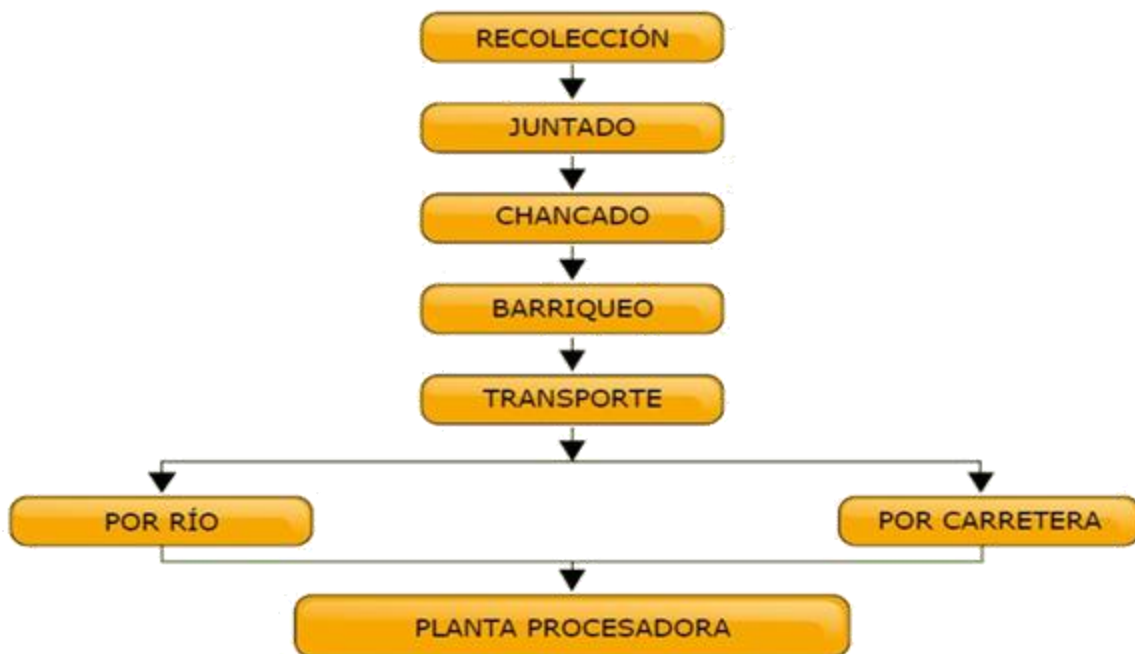 RECOLECCIÓN
JUNTADO
CHANCADO
BARRIQUEO
TRANSPORTE
POR RÍO
POR CARRETERA
PLANTA PROCESADORA